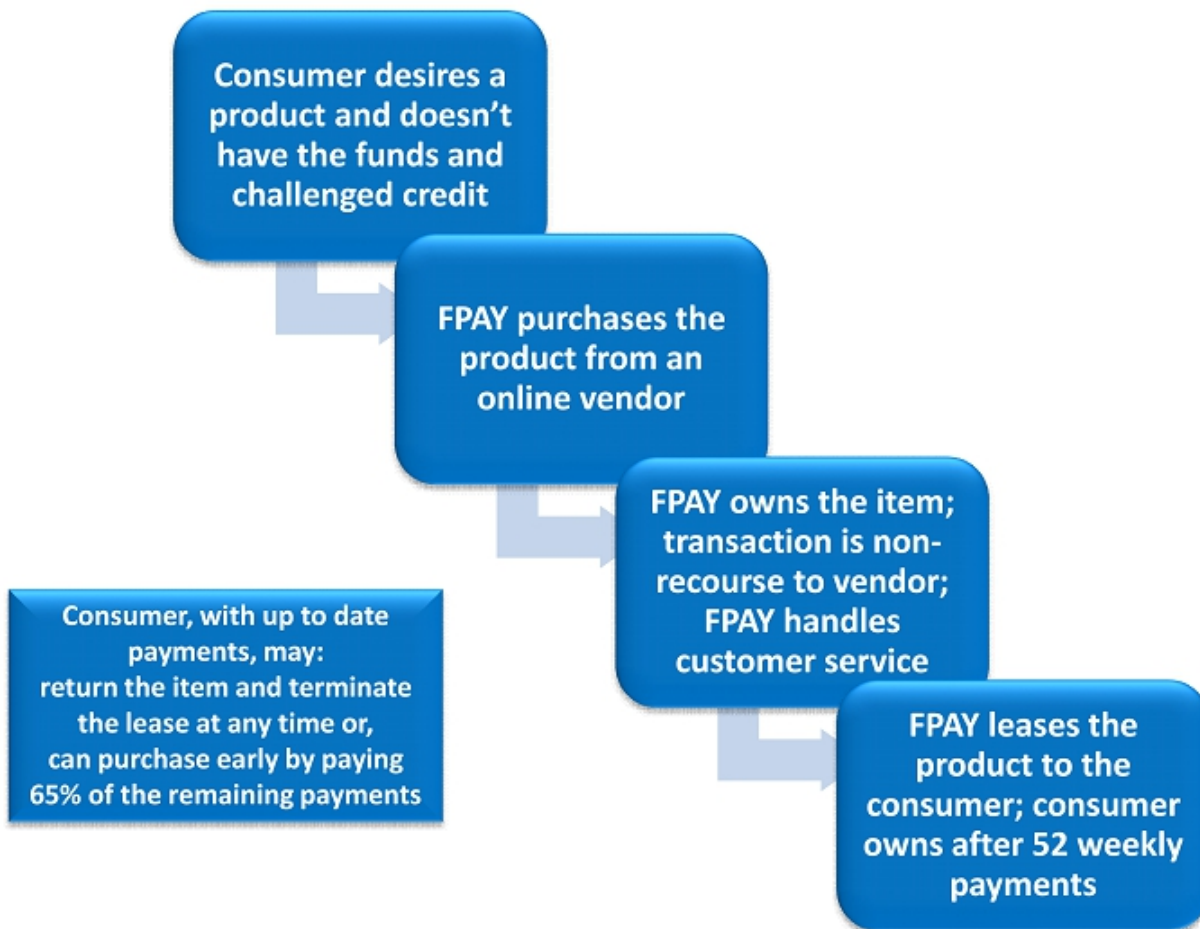 Consumer desires a
product and doesn’t
have the funds and
challenged credit
FPAY purchases the
product from an
online vendor
FPAY owns the item;
transaction is non-
recourse to vendor;
FPAY handles
customer service
Consumer, with up to date
payments, may:
return the item and terminate
the lease at any time or,
can purchase early by paying
65% of the remaining payments
FPAY leases the
product to the
consumer; consumer
owns after 52 weekly
payments